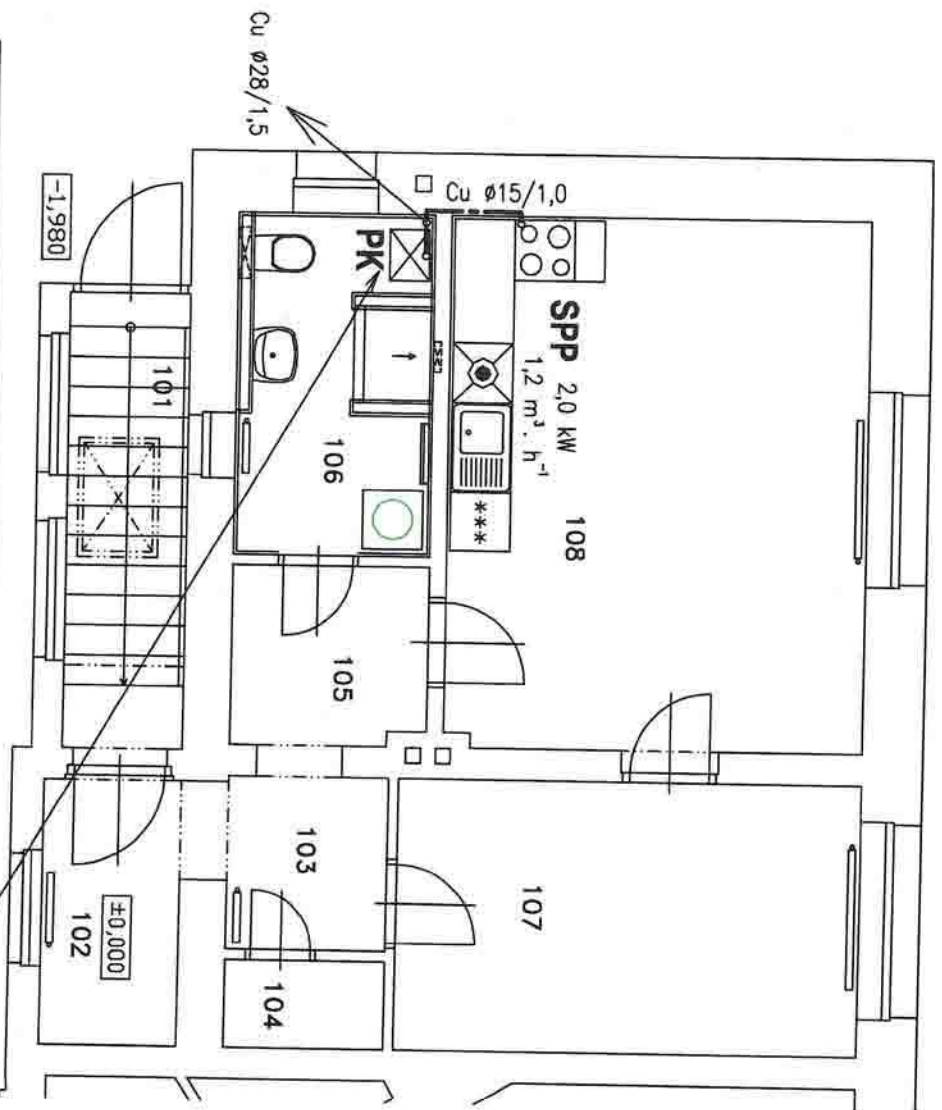 Cu ø28/1,5
-1,980
Cu ø15/1,0
PK
SPP 2,0 kW
1,2 m³. h⁻¹
101
106
***
108
105
103
107
±0,000
102
104